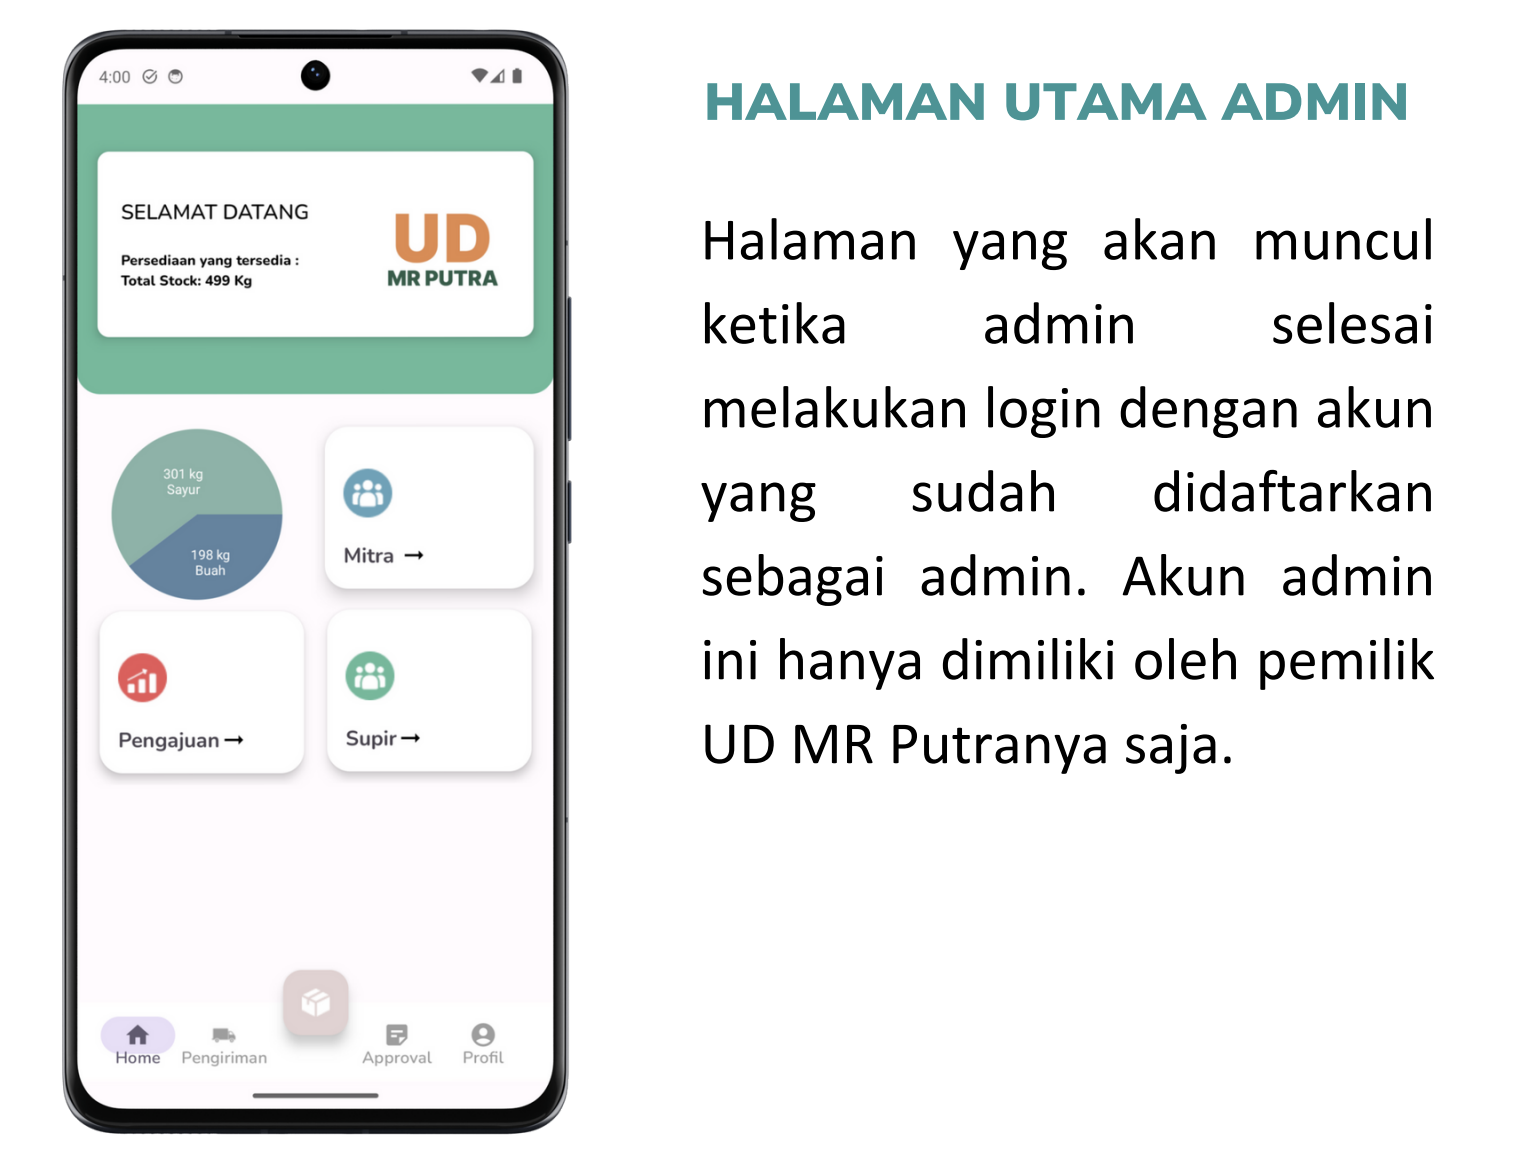 4:00
SELAMAT DATANG
Persediaan yang tersedia :
Total Stock: 499 Kg
UD
MR PUTRA
301 kg
Sayur
198 kg
Buah
Mitra →
Pengajuan →
Supir →
Home
Pengiriman
Approval
Profil
HALAMAN UTAMA ADMIN
Halaman yang akan muncul
ketika admin selesai
melakukan login dengan akun
yang sudah didaftarkan
sebagai admin. Akun admin
ini hanya dimiliki oleh pemilik
UD MR Putranya saja.